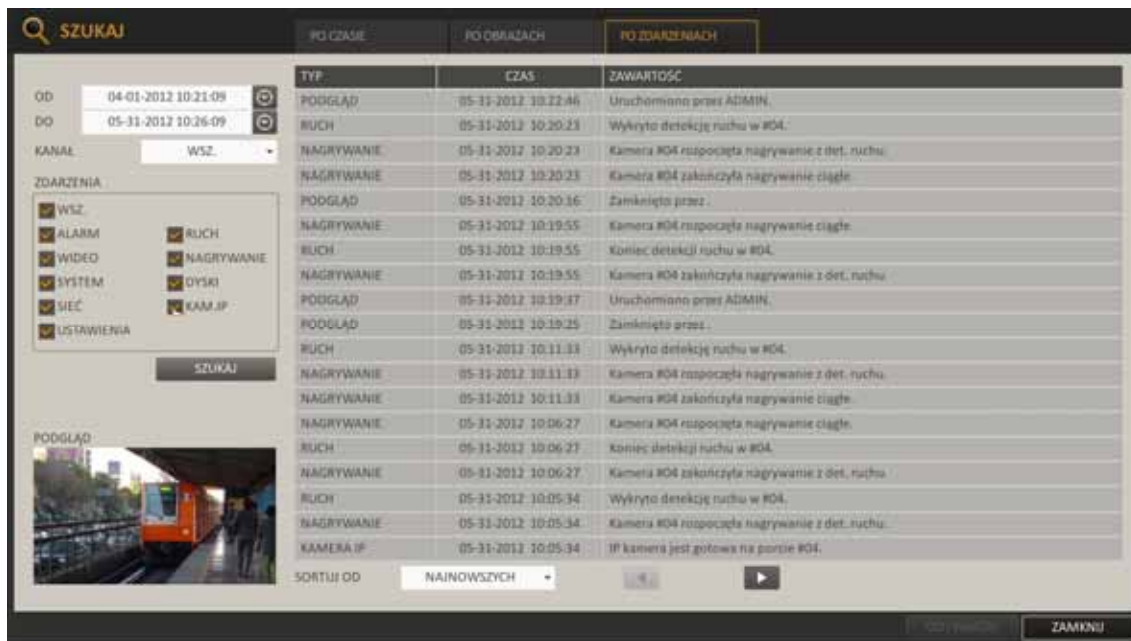 SZUKAJ
PO CZASIE PO OBRAZACH PO ZDARZENIACH
OD 04-01-2012 10:21:09
DO 05-31-2012 10:26:09
KANAŁ WSZ.
ZDARZENIA
WSZ.
ALARM RUCH
WIDEO NAGRYWANIE
SYSTEM DYSKI
SIEĆ KAM.IP
USTAWIENIA
SZUKAJ
PODGLĄD
TYP CZAS ZAWARTOŚĆ
PODGLĄD 05-31-2012 10:22:46 Uruchomiono przez ADMIN.
RUCH 05-31-2012 10:20:23 Wykryto detekcję ruchu w #04.
NAGRYWANIE 05-31-2012 10:20:23 Kamera #04 rozpoczęła nagrywanie z det. ruchu.
NAGRYWANIE 05-31-2012 10:20:23 Kamera #04 zakończyła nagrywanie ciągłe.
PODGLĄD 05-31-2012 10:20:16 Zamknięto przez .
NAGRYWANIE 05-31-2012 10:19:55 Kamera #04 rozpoczęła nagrywanie ciągłe.
RUCH 05-31-2012 10:19:55 Koniec detekcji ruchu w #04.
NAGRYWANIE 05-31-2012 10:19:55 Kamera #04 zakończyła nagrywanie z det. ruchu
PODGLĄD 05-31-2012 10:19:37 Uruchomiono przez ADMIN.
PODGLĄD 05-31-2012 10:19:25 Zamknięto przez .
RUCH 05-31-2012 10:11:33 Wykryto detekcję ruchu w #04.
NAGRYWANIE 05-31-2012 10:11:33 Kamera #04 rozpoczęła nagrywanie z det. ruchu.
NAGRYWANIE 05-31-2012 10:11:33 Kamera #04 zakończyła nagrywanie ciągłe.
NAGRYWANIE 05-31-2012 10:06:27 Kamera #04 rozpoczęła nagrywanie ciągłe.
RUCH 05-31-2012 10:06:27 Koniec detekcji ruchu w #04.
NAGRYWANIE 05-31-2012 10:06:27 Kamera #04 zakończyła nagrywanie z det. ruchu
RUCH 05-31-2012 10:05:34 Wykryto detekcję ruchu w #04.
NAGRYWANIE 05-31-2012 10:05:34 Kamera #04 rozpoczęła nagrywanie z det. ruchu.
KAMERA IP 05-31-2012 10:05:34 IP kamera jest gotowa na porcie #04.
SORTUJ OD NAJNOWSZYCH
ZAMKNIJ